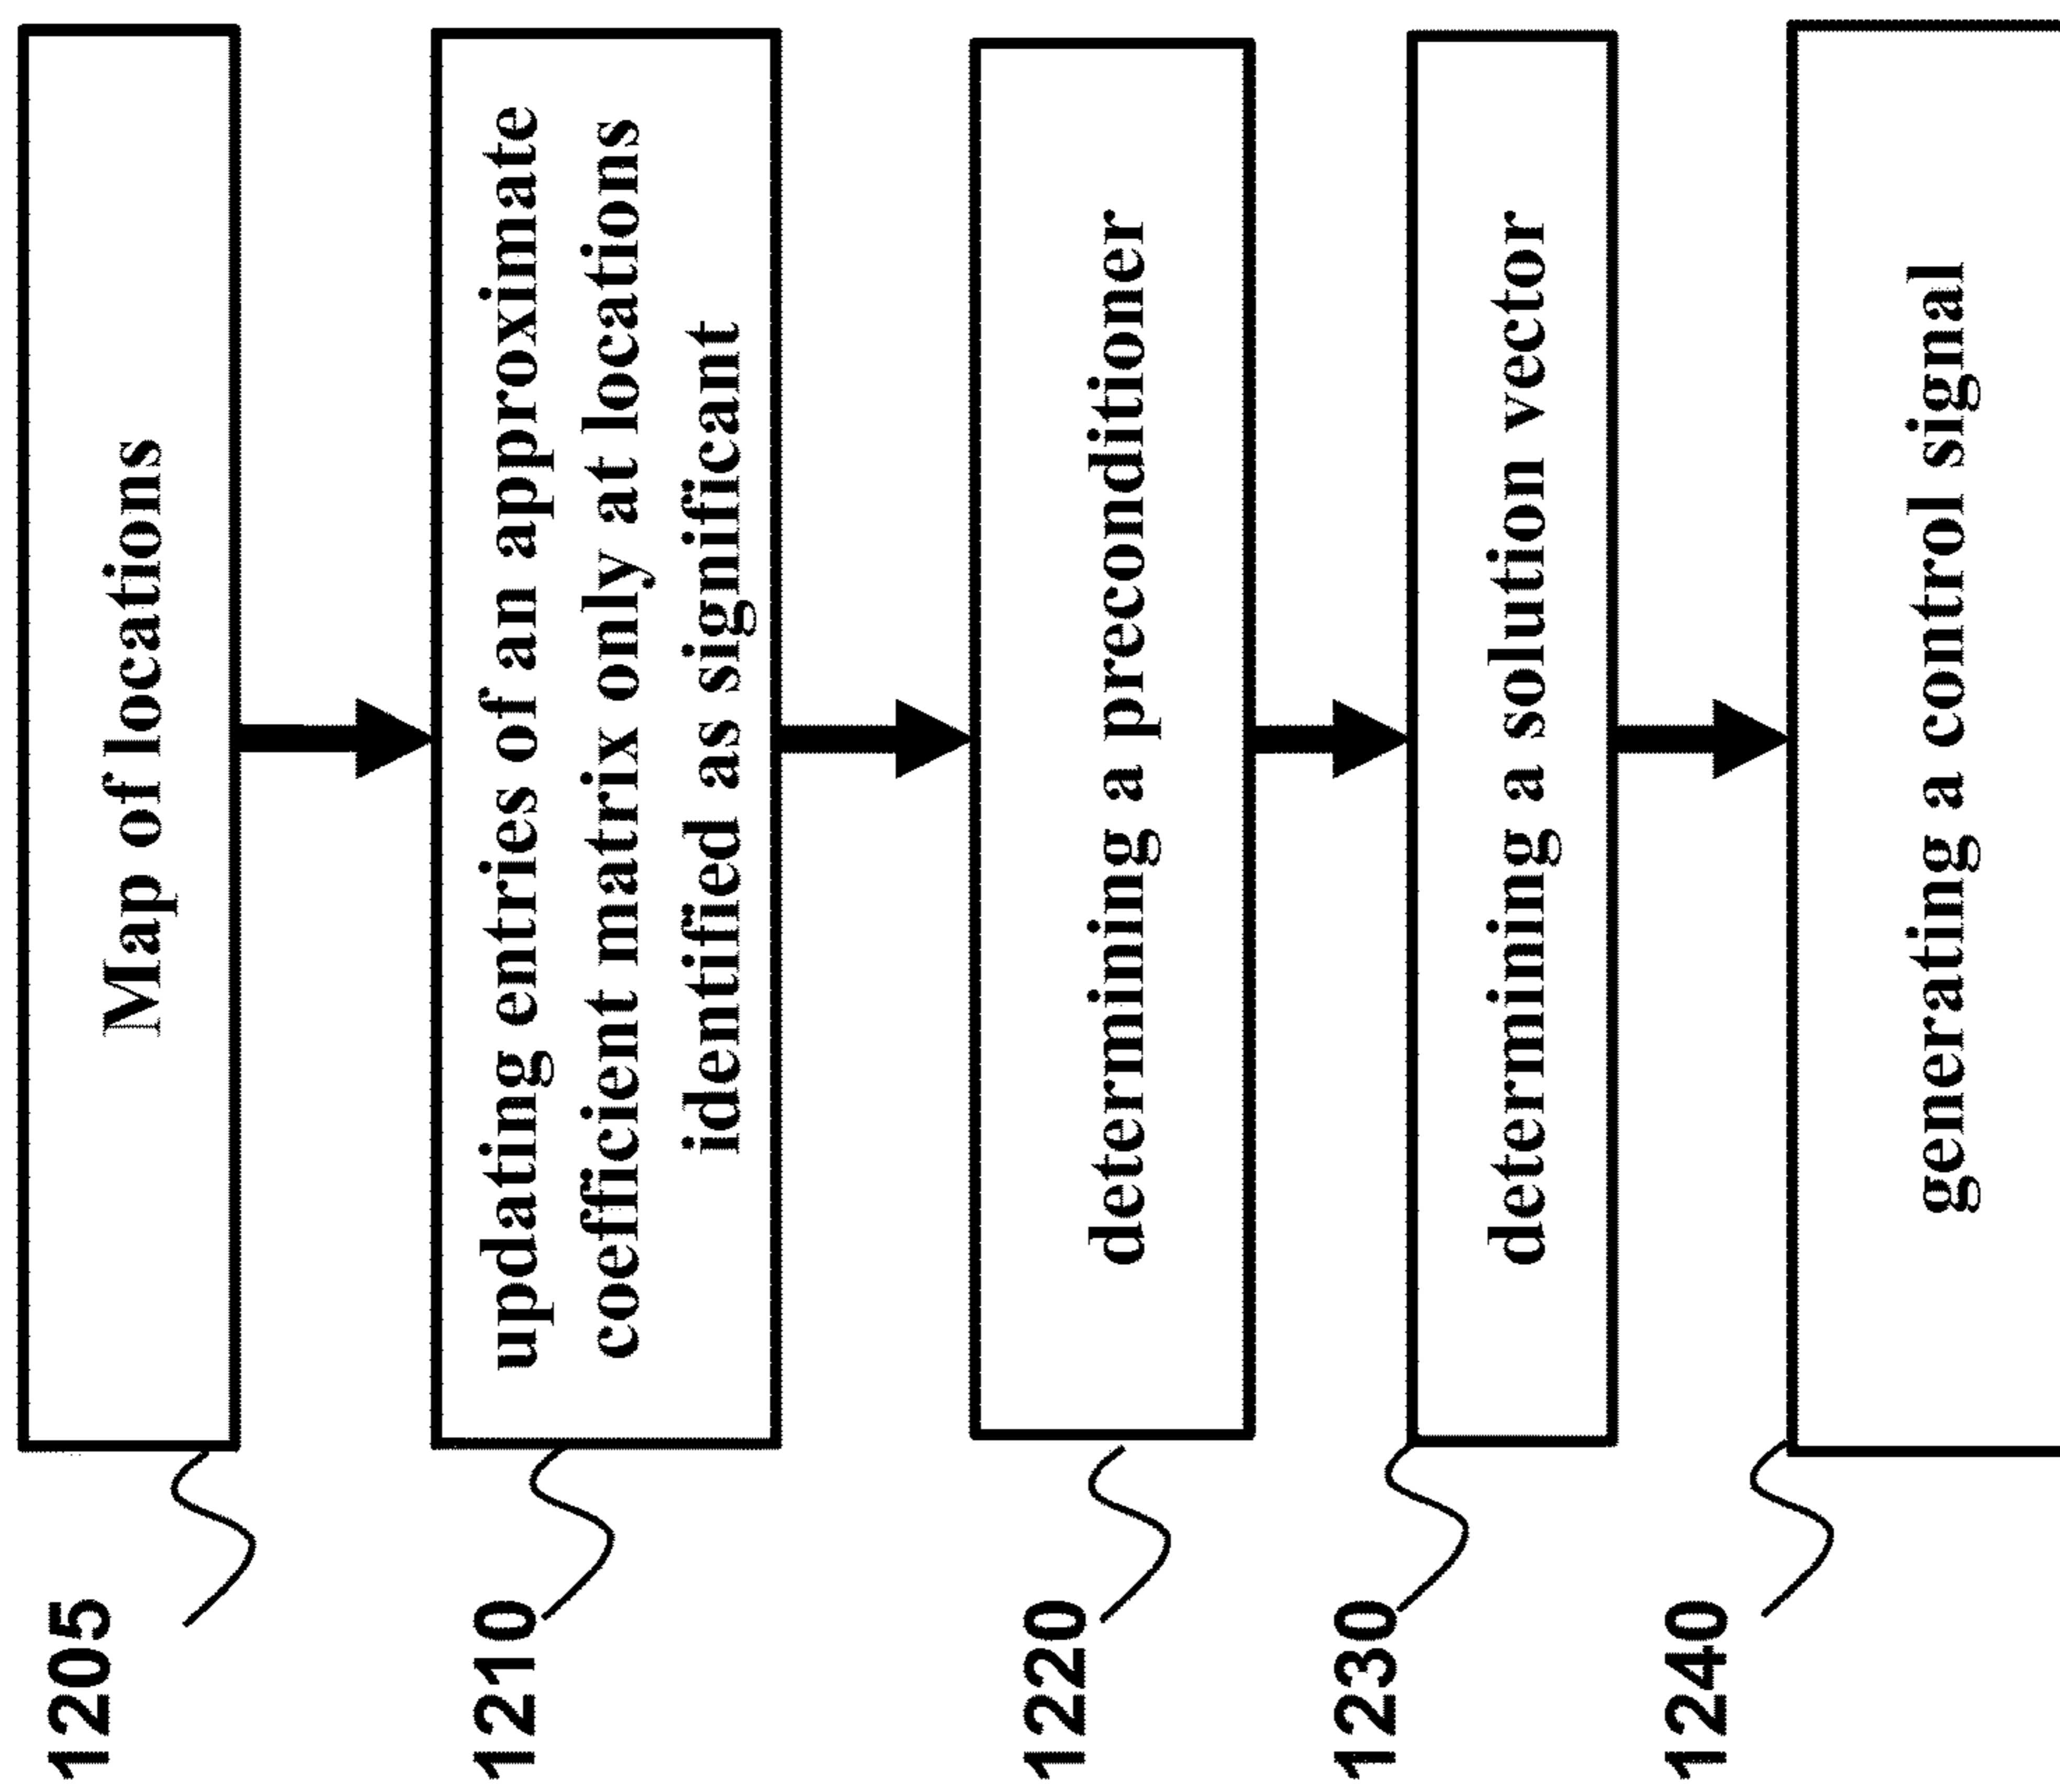 1205
Map of locations
1210
updating entries of an approximate
coefficient matrix only at locations
identified as significant
1220
determining a preconditioner
1230
determining a solution vector
1240
generating a control signal